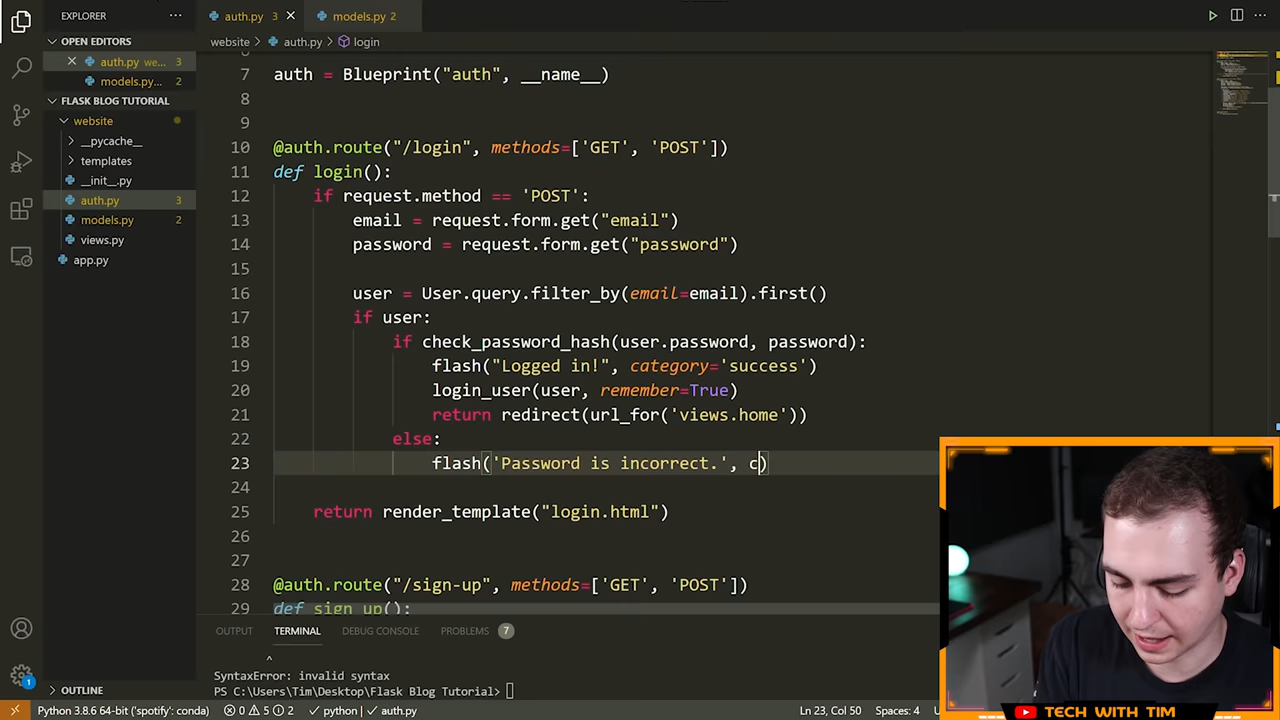 EXPLORER
···
auth.py 3
models.py 2
OPEN EDITORS
auth.py we... 3
models.py... 2
FLASK BLOG TUTORIAL
website
__pycache__
templates
__init__.py
auth.py 3
models.py 2
views.py
app.py
OUTLINE
website > auth.py > login
7 auth = Blueprint("auth", __name__)
8
9
10 @auth.route("/login", methods=['GET', 'POST'])
11 def login():
12 if request.method == 'POST':
13 email = request.form.get("email")
14 password = request.form.get("password")
15
16 user = User.query.filter_by(email=email).first()
17 if user:
18 if check_password_hash(user.password, password):
19 flash("Logged in!", category='success')
20 login_user(user, remember=True)
21 return redirect(url_for('views.home'))
22 else:
23 flash('Password is incorrect.', c)
24
25 return render_template("login.html")
26
27
28 @auth.route("/sign-up", methods=['GET', 'POST'])
29 def sign_up():
OUTPUT TERMINAL DEBUG CONSOLE PROBLEMS 7
^
SyntaxError: invalid syntax
PS C:\Users\Tim\Desktop\Flask Blog Tutorial>
1
Python 3.8.6 64-bit ('spotify': conda) 0 5 2 python | auth.py Ln 23, Col 50 Spaces: 4
TECH WITH TIM